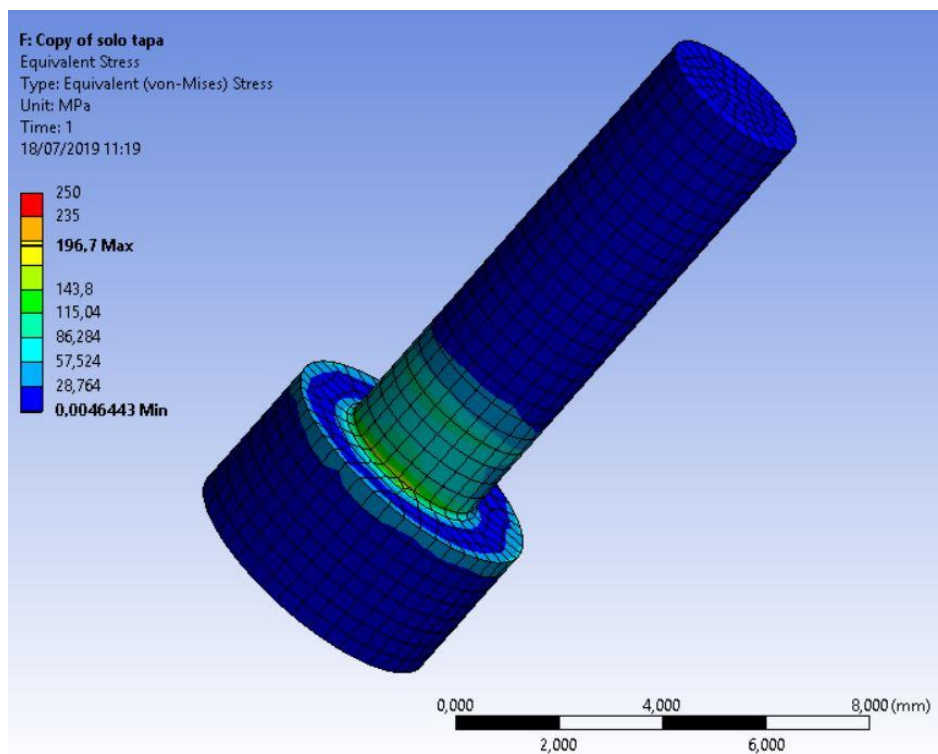 F: Copy of solo tapa
Equivalent Stress
Type: Equivalent (von-Mises) Stress
Unit: MPa
Time: 1
18/07/2019 11:19
250
235
196,7 Max
143,8
115,04
86,284
57,524
28,764
0,0046443 Min
0,000 4,000 8,000 (mm)
2,000 6,000